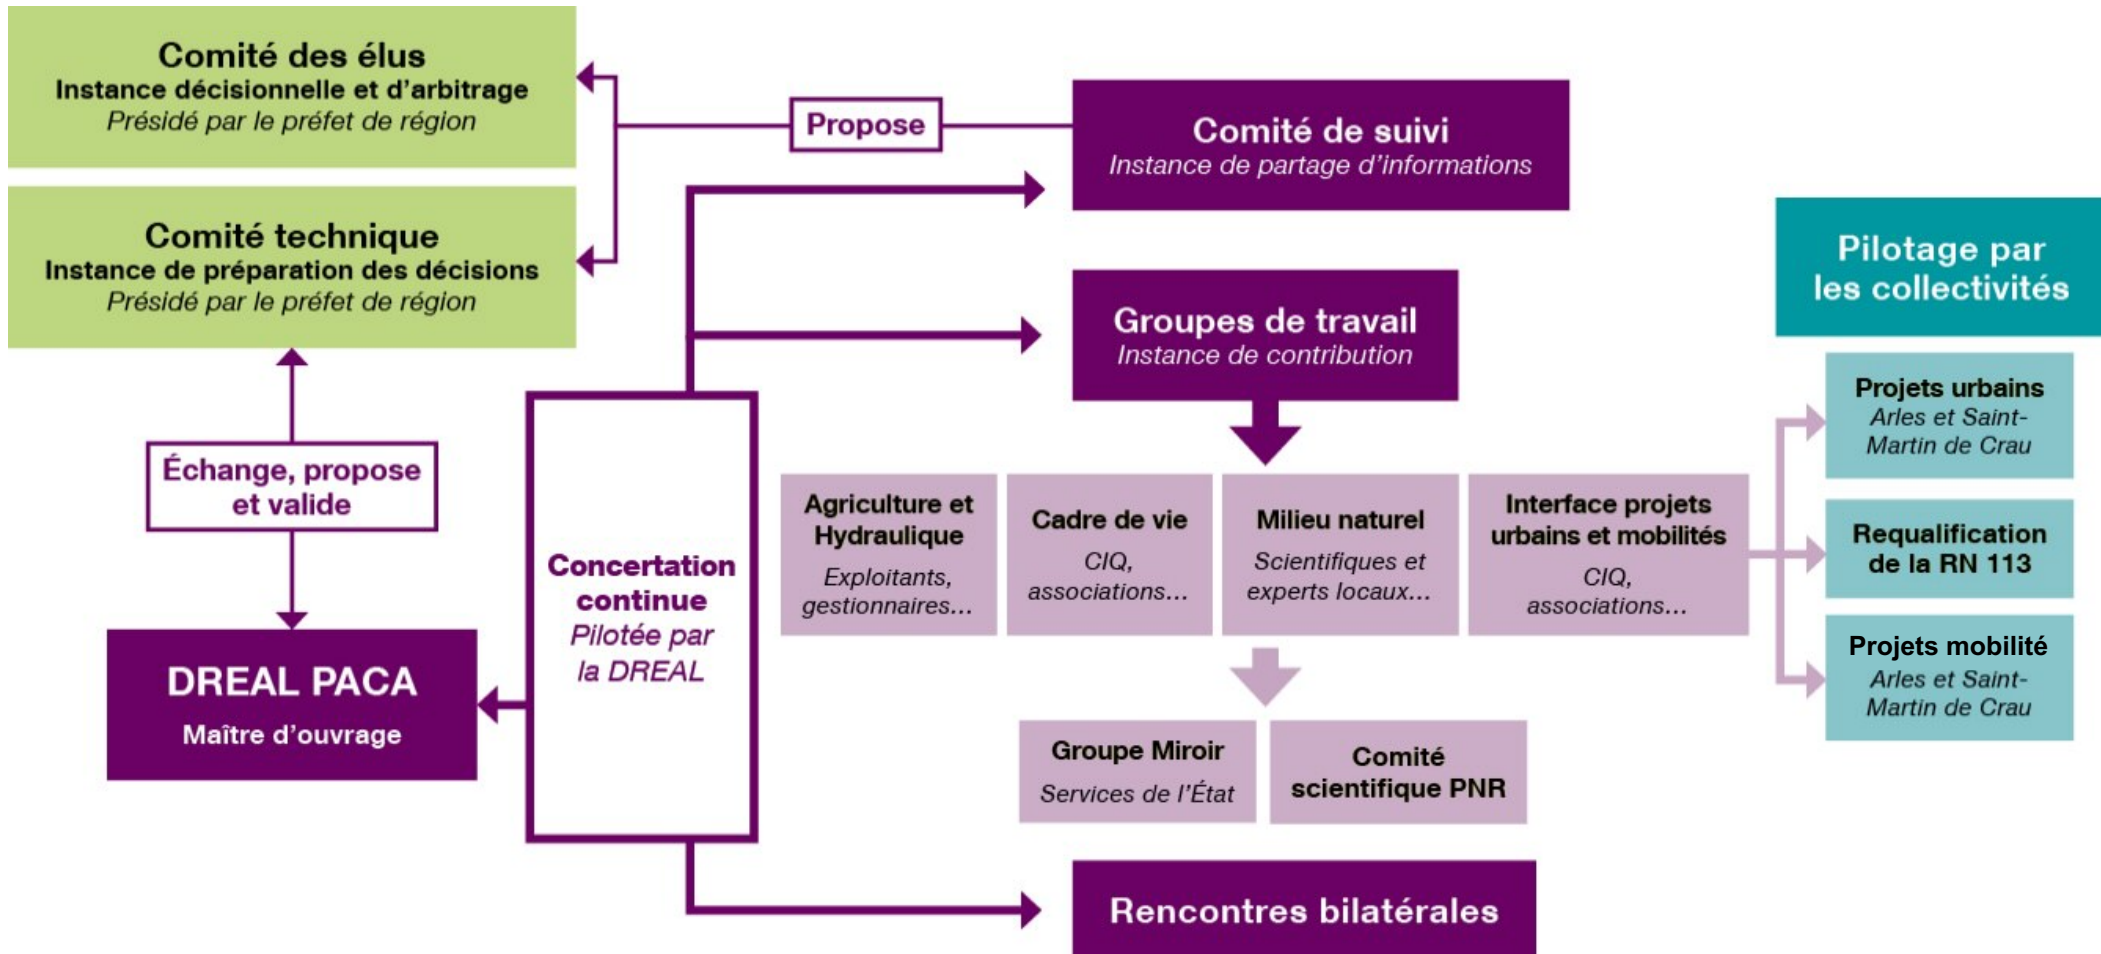 Comité des élus
Instance décisionnelle et d'arbitrage
Présidé par le préfet de région
Propose
Comité de suivi
Instance de partage d'informations
Comité technique
Instance de préparation des décisions
Présidé par le préfet de région
Pilotage par
les collectivités
Groupes de travail
Instance de contribution
Échange, propose
et valide
Concertation
continue
Pilotée par
la DREAL
DREAL PACA
Maître d'ouvrage
Agriculture et
Hydraulique
Exploitants,
gestionnaires...
Cadre de vie
CIQ,
associations...
Milieu naturel
Scientifiques et
experts locaux...
Interface projets
urbains et mobilités
CIQ,
associations...
Projets urbains
Arles et Saint-
Martin de Crau
Requalification
de la RN 113
Projets mobilité
Arles et Saint-
Martin de Crau
Groupe Miroir
Services de l'État
Comité
scientifique PNR
Rencontres bilatérales